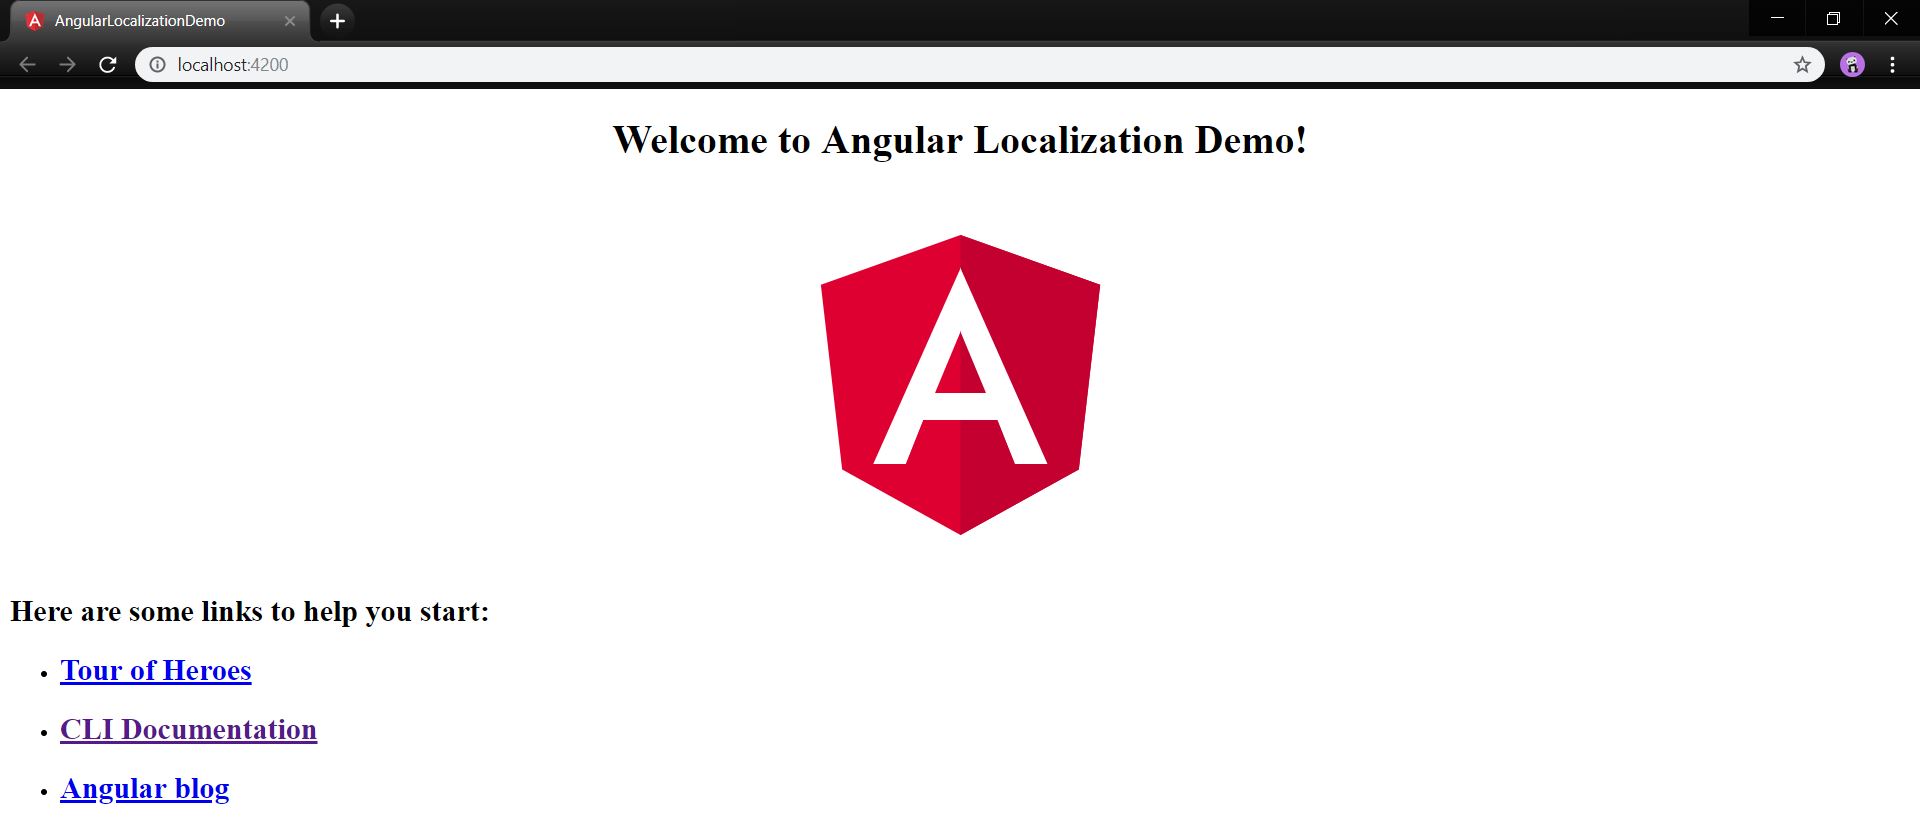 AngularLocalizationDemo
localhost:4200
Welcome to Angular Localization Demo!
A
Here are some links to help you start:
Tour of Heroes
CLI Documentation
Angular blog